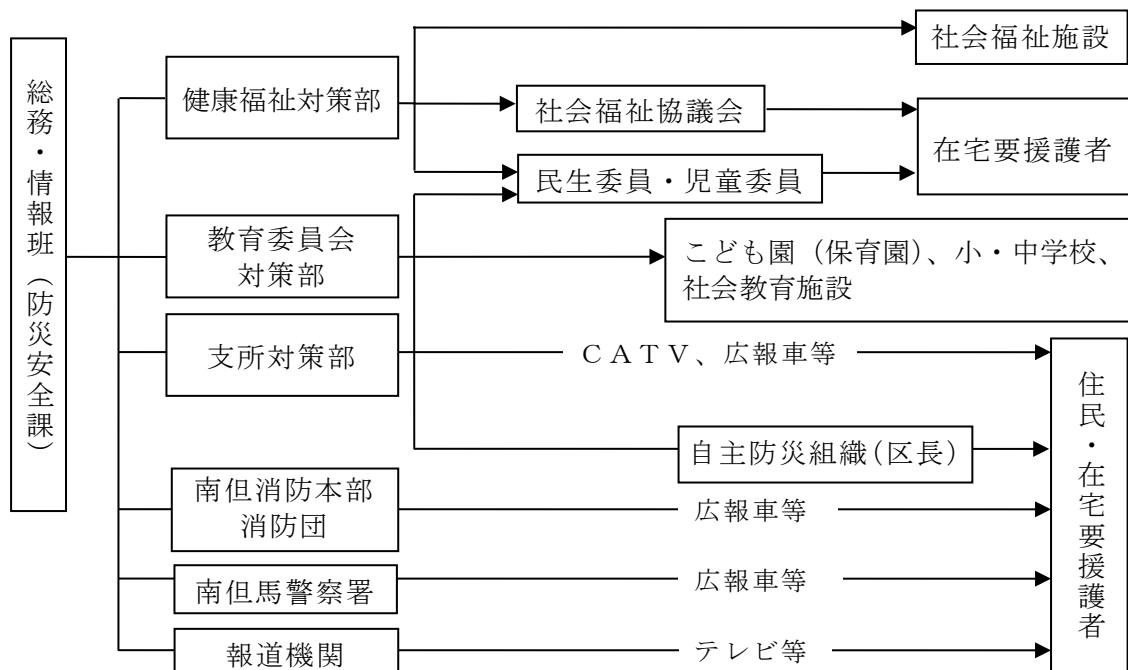 総務・情報班（防災安全課）
健康福祉対策部
社会福祉施設
社会福祉協議会
在宅要援護者
民生委員・児童委員
教育委員会
対策部
こども園（保育園）、小・中学校、
社会教育施設
支所対策部
ＣＡＴＶ、広報車等
住民・在宅要援護者
自主防災組織（区長）
南但消防本部
消防団
広報車等
南但馬警察署
広報車等
報道機関
テレビ等